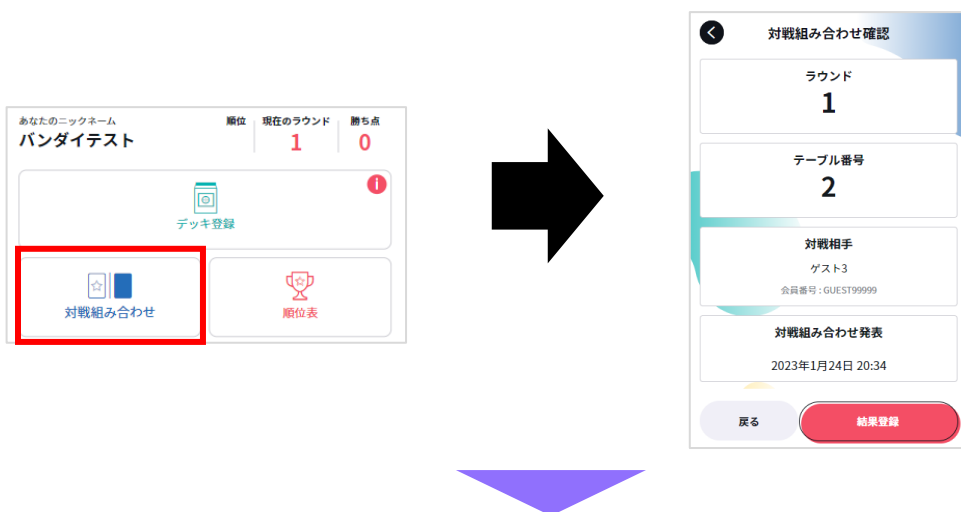 あなたのニックネーム
バンダイテスト
順位
現在のラウンド
1
勝ち点
0
デッキ登録
対戦組み合わせ
順位表
対戦組み合わせ確認
ラウンド
1
テーブル番号
2
対戦相手
ゲスト3
会員番号 : GUEST99999
対戦組み合わせ発表
2023年1月24日 20:34
戻る
結果登録